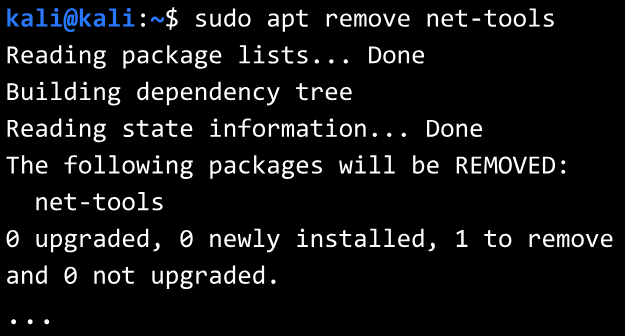 kali@kali:~$ sudo apt remove net-tools
Reading package lists... Done
Building dependency tree
Reading state information... Done
The following packages will be REMOVED:
  net-tools
0 upgraded, 0 newly installed, 1 to remove
and 0 not upgraded.
...